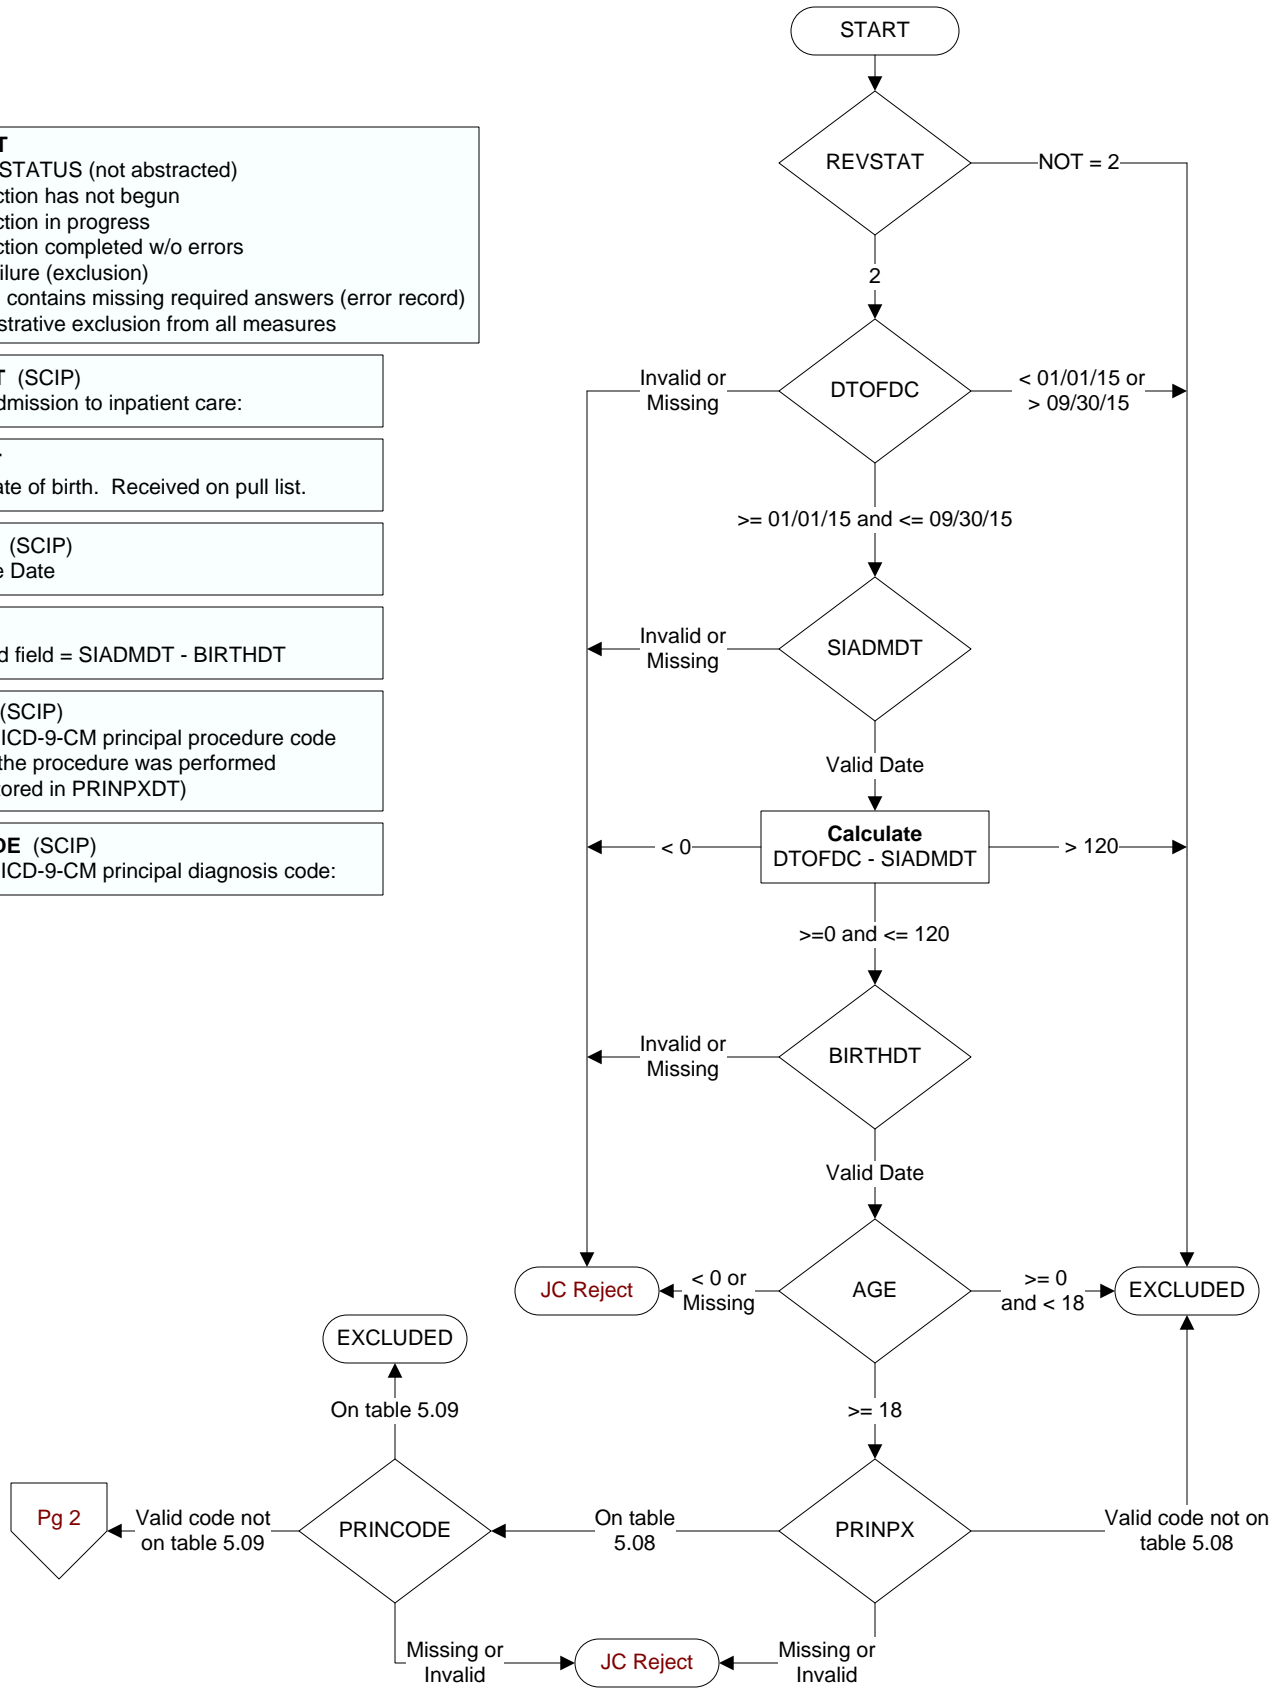 START
REVSTAT
NOT = 2
2
DTOFDC
Invalid or
Missing
< 01/01/15 or
> 09/30/15
>= 01/01/15 and <= 09/30/15
SIADMDT
Invalid or
Missing
Valid Date
Calculate
DTOFDC - SIADMDT
< 0
> 120
>=0 and <= 120
BIRTHDT
Invalid or
Missing
Valid Date
AGE
< 0 or
Missing
JC Reject
>= 0
and < 18
EXCLUDED
>= 18
PRINPX
Valid code not on
table 5.08
On table
5.08
Missing or
Invalid
JC Reject
PRINCODE
On table 5.09
EXCLUDED
Valid code not
on table 5.09
Pg 2
Missing or
Invalid
T
STATUS (not abstracted)
ction has not begun
ction in progress
ction completed w/o errors
ilure (exclusion)
contains missing required answers (error record)
strative exclusion from all measures
T (SCIP)
dmission to inpatient care:
ate of birth. Received on pull list.
(SCIP)
e Date
d field = SIADMDT - BIRTHDT
(SCIP)
ICD-9-CM principal procedure code
the procedure was performed
tored in PRINPXDT)
DE (SCIP)
ICD-9-CM principal diagnosis code: